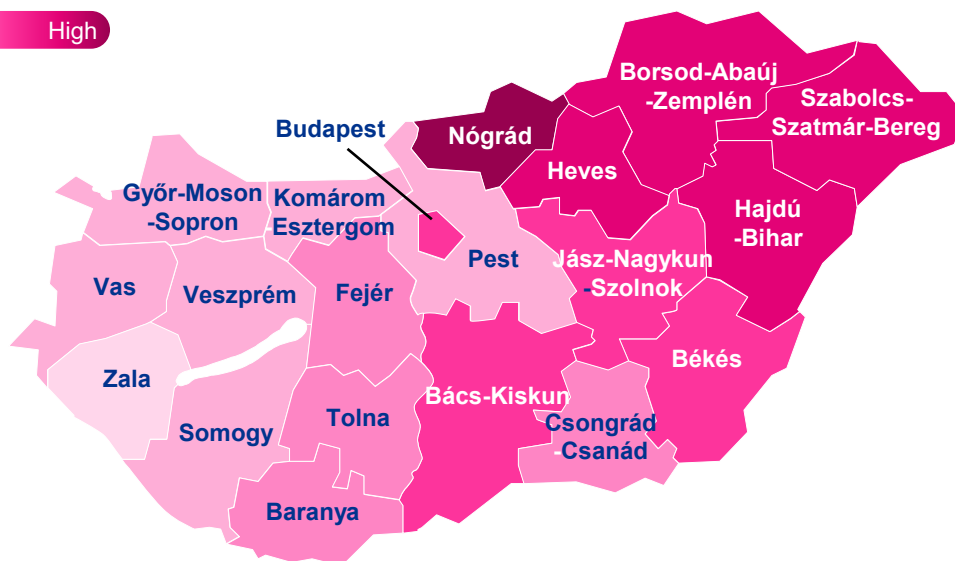 High
Borsod-Abaúj
-Zemplén
Szabolcs-
Szatmár-Bereg
Budapest
Nógrád
Heves
Győr-Moson
-Sopron
Komárom
-Esztergom
Hajdú
-Bihar
Pest
Jász-Nagykun
-Szolnok
Vas
Veszprém
Fejér
Zala
Békés
Bács-Kiskun
Tolna
Csongrád
-Csanád
Somogy
Baranya